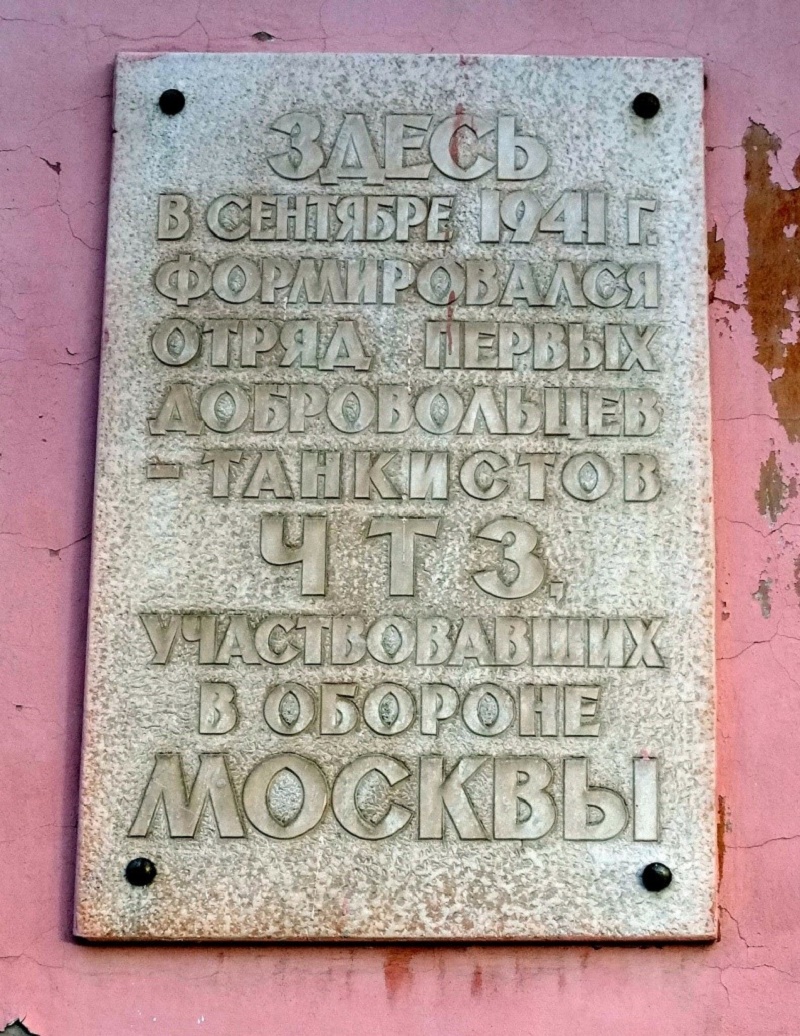 ЗДЕСЬ
В СЕНТЯБРЕ 1941 Г.
ФОРМИРОВАЛСЯ
ОТРЯД ПЕРВЫХ
ДОБРОВОЛЬЦЕВ
-ТАНКИСТОВ
ЧТЗ,
УЧАСТВОВАВШИХ
В ОБОРОНЕ
МОСКВЫ